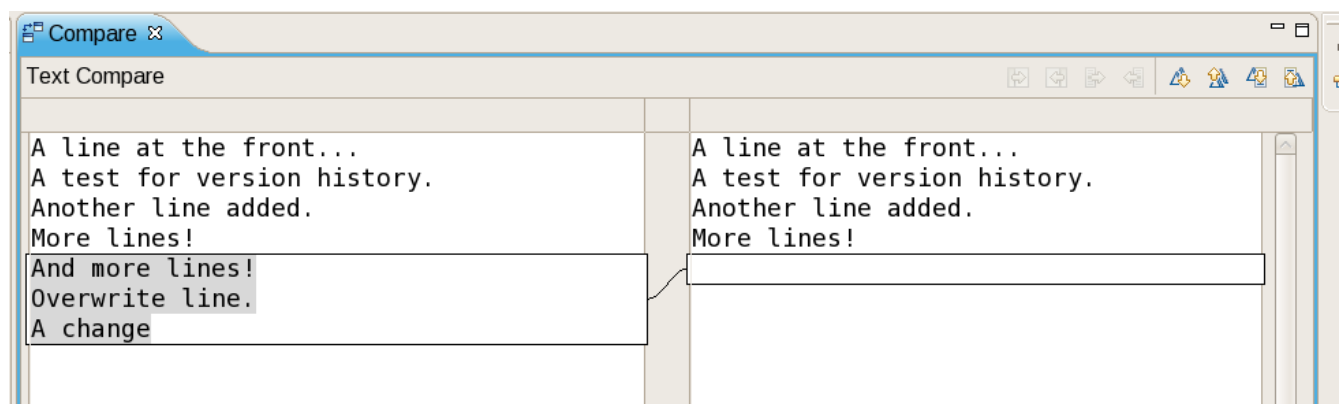 Compare
Text Compare
A line at the front...
A test for version history.
Another line added.
More lines!
And more lines!
Overwrite line.
A change
A line at the front...
A test for version history.
Another line added.
More lines!